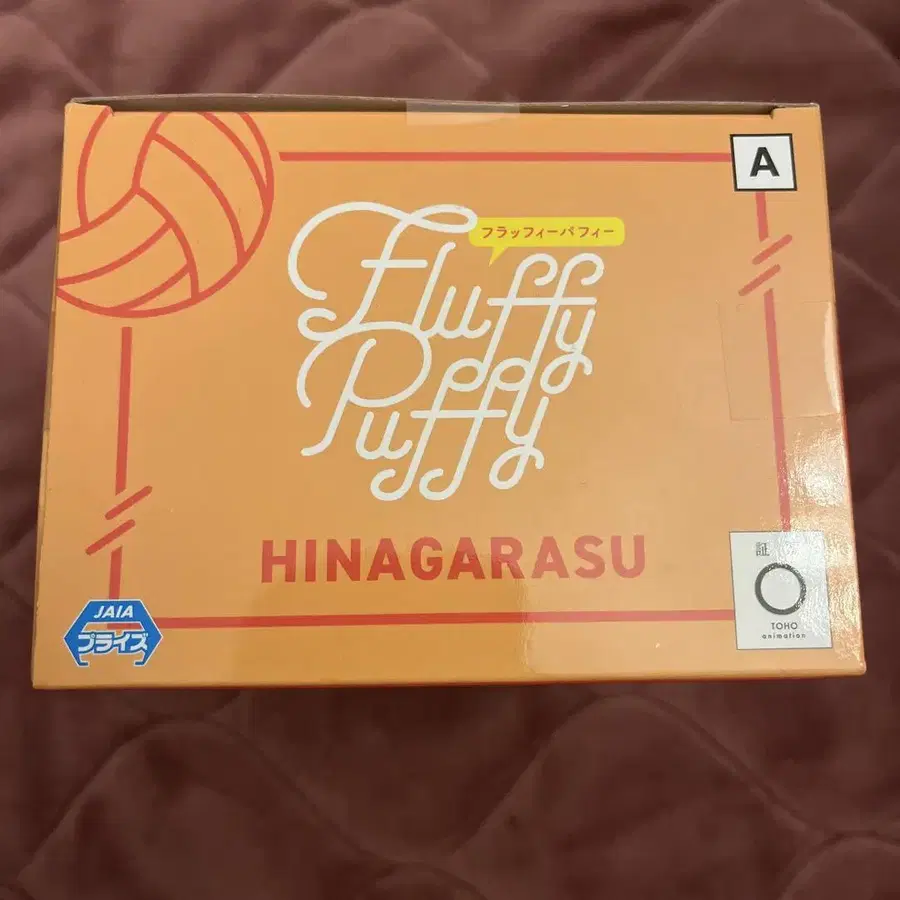 A
フラッフィーパフィー
Fluffy
Puffy
HINAGARASU
JAIA
プライズ
証
TOHO
animation